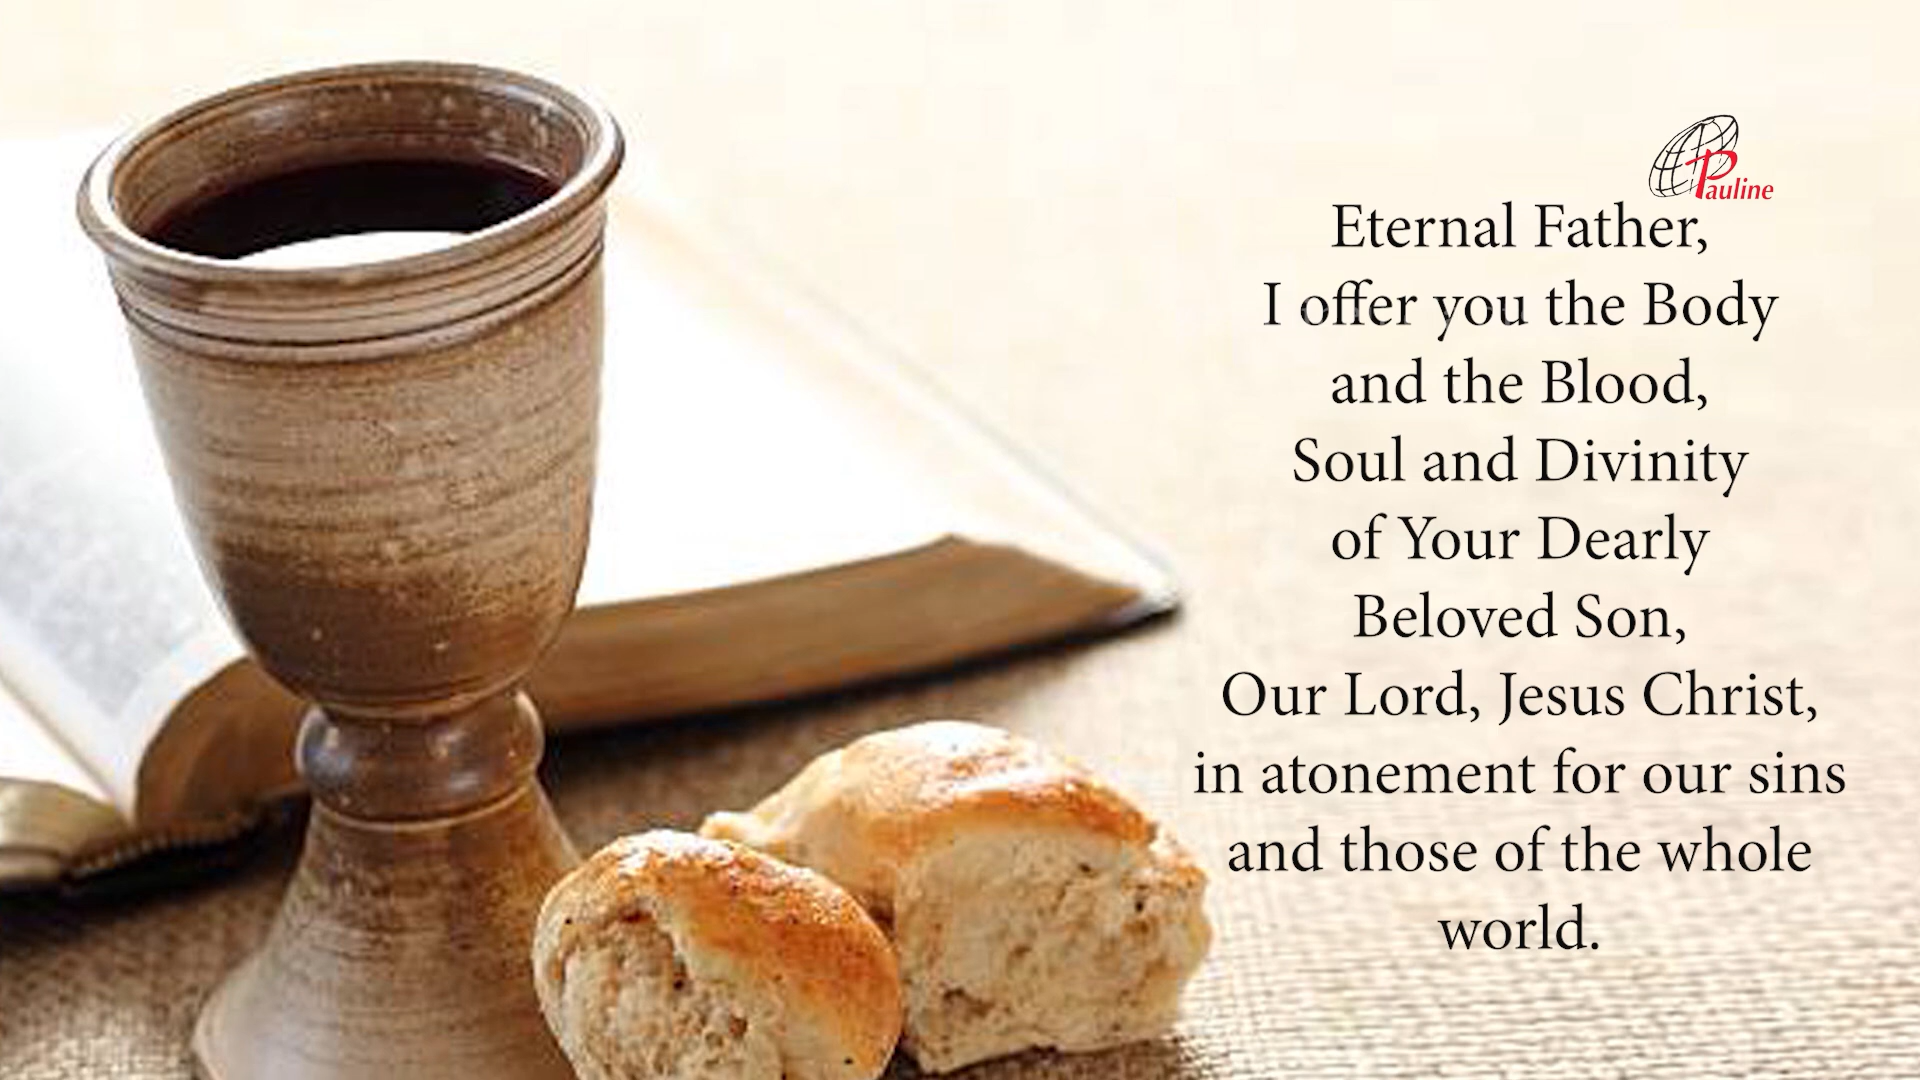 Pauline
Eternal Father,
I offer you the Body
and the Blood,
Soul and Divinity
of Your Dearly
Beloved Son,
Our Lord, Jesus Christ,
in atonement for our sins
and those of the whole
world.